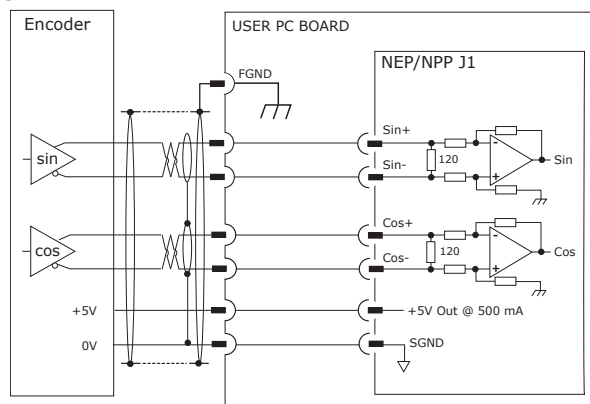 Encoder
USER PC BOARD
NEP/NPP J1
FGND
Sin+
sin
120
-
+
Sin
Sin-
Cos+
cos
120
-
+
Cos
Cos-
+5V
+5V Out @ 500 mA
0V
SGND